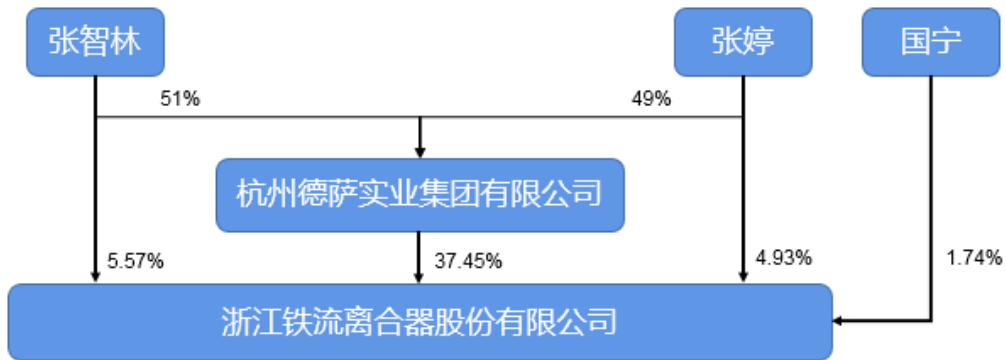 张智林
张婷
国宁
51%
49%
杭州德萨实业集团有限公司
5.57%
37.45%
4.93%
1.74%
浙江铁流离合器股份有限公司